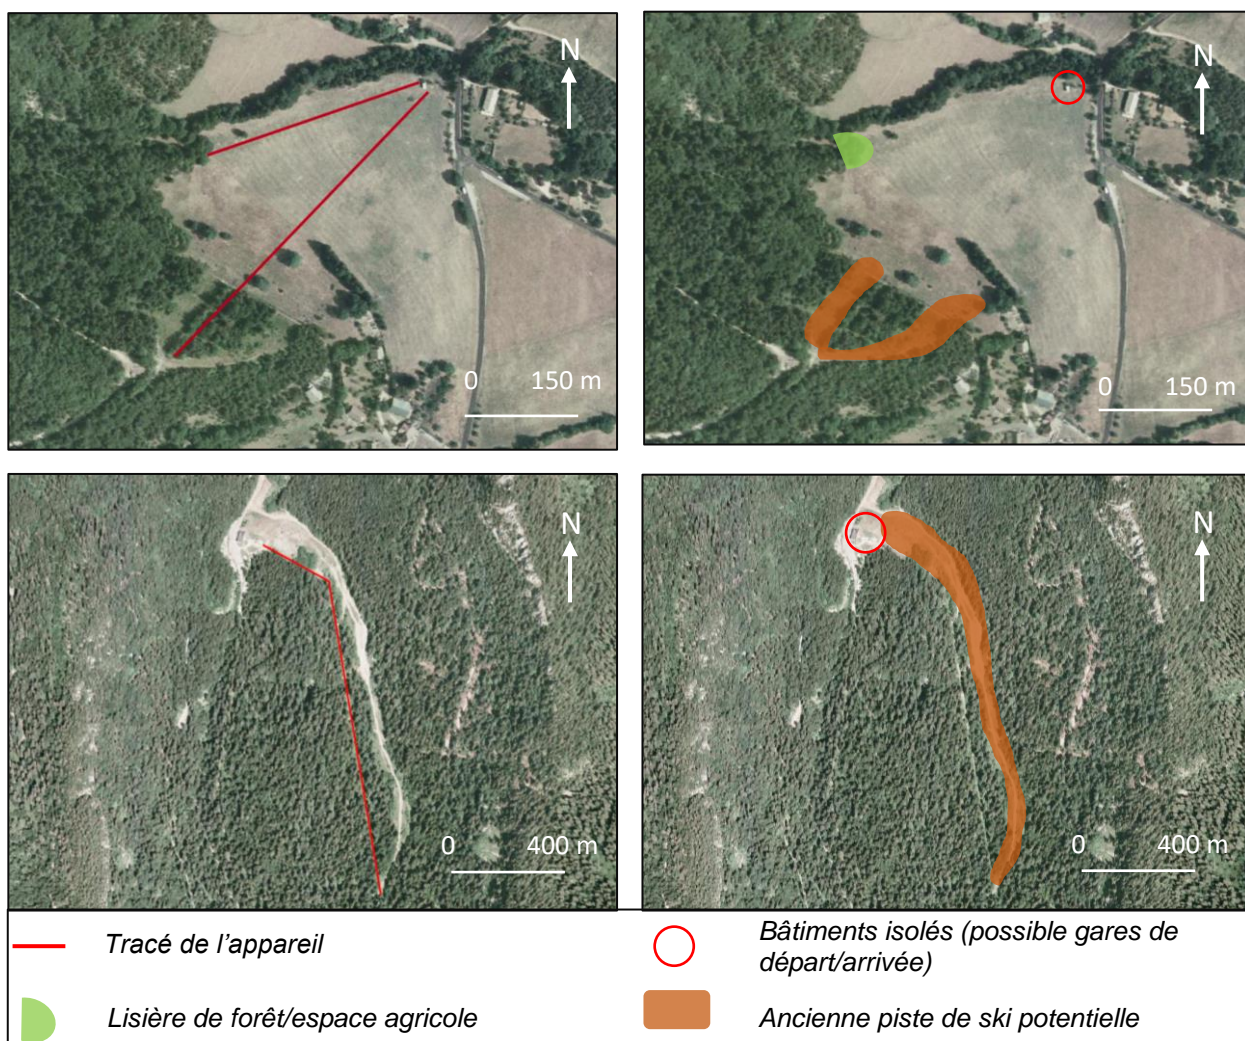 N
0 150 m
N
0 150 m
N
0 400 m
N
0 400 m
Tracé de l'appareil
Bâtiments isolés (possible gares de
départ/arrivée)
Lisière de forêt/espace agricole
Ancienne piste de ski potentielle